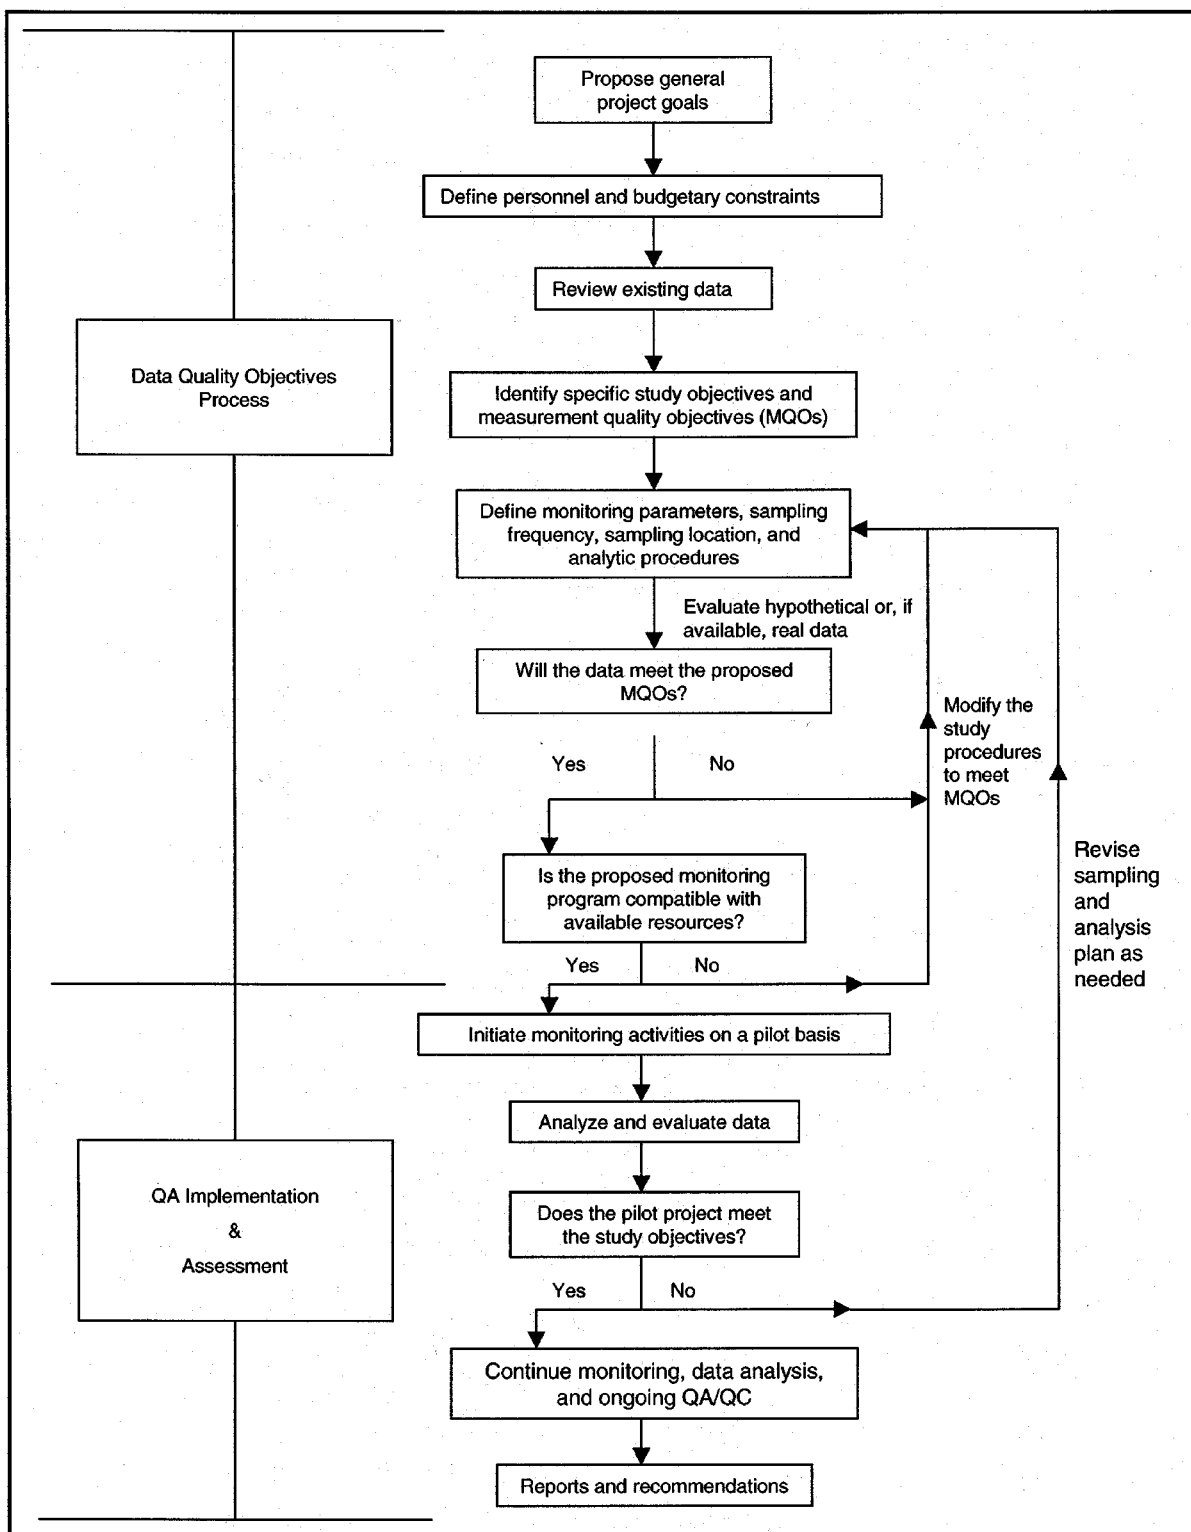 Propose general
project goals
Define personnel and budgetary constraints
Review existing data
Data Quality Objectives
Process
Identify specific study objectives and
measurement quality objectives (MQOs)
Define monitoring parameters, sampling
frequency, sampling location, and
analytic procedures
Evaluate hypothetical or, if
available, real data
Will the data meet the proposed
MQOs?
Modify the
study
procedures
to meet
MQOs
Yes
No
Is the proposed monitoring
program compatible with
available resources?
Revise
sampling
and
analysis
plan as
needed
Yes
No
Initiate monitoring activities on a pilot basis
Analyze and evaluate data
QA Implementation
&
Assessment
Does the pilot project meet
the study objectives?
Yes
No
Continue monitoring, data analysis,
and ongoing QA/QC
Reports and recommendations